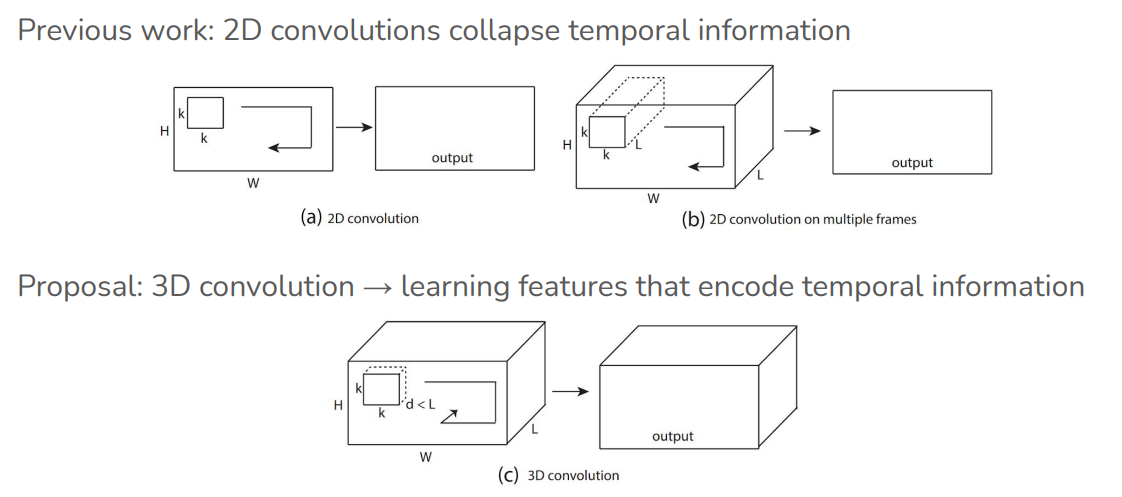 Previous work: 2D convolutions collapse temporal information
k
k
H
W
output
(a) 2D convolution
k
k
L
H
W
L
output
(b) 2D convolution on multiple frames
Proposal: 3D convolution → learning features that encode temporal information
k
k
d < L
H
W
L
output
(c) 3D convolution